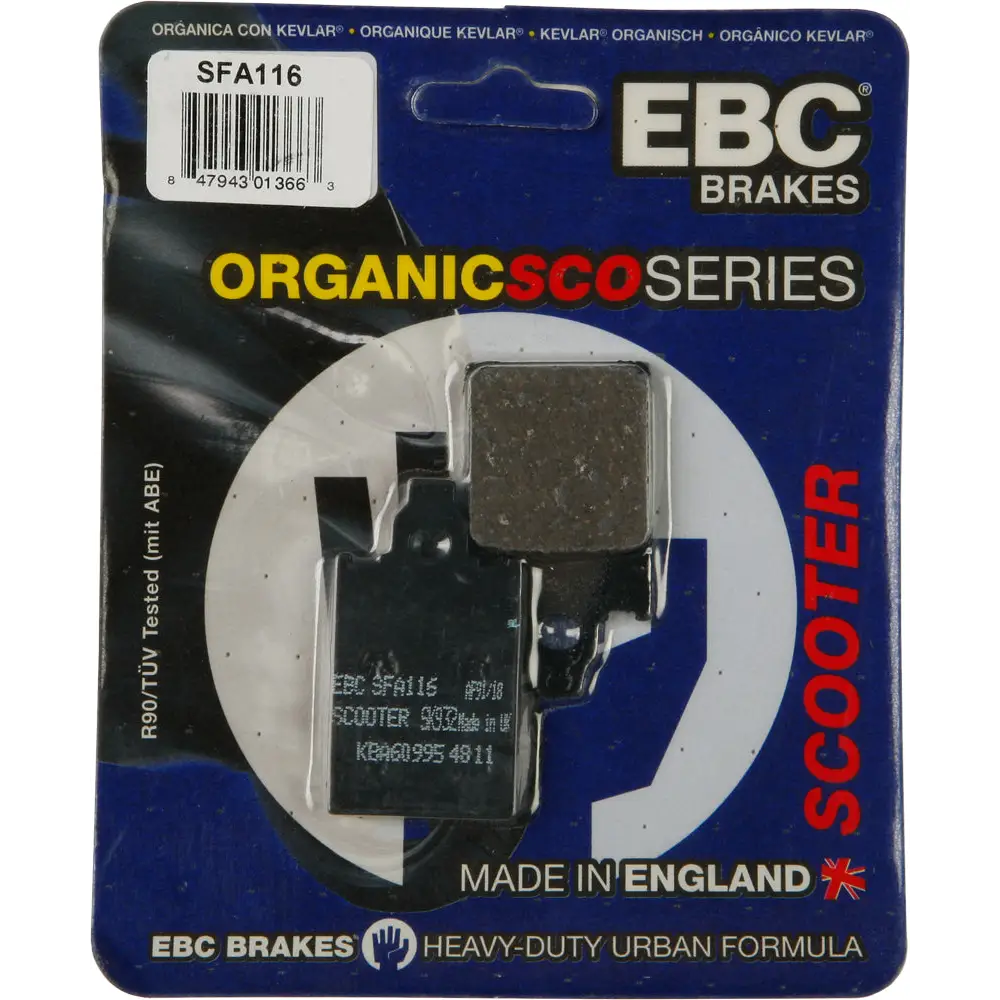 ORGANICA CON KEVLAR® • ORGANIQUE KEVLAR® • KEVLAR® ORGANISCH • ORGÁNICO KEVLAR®
SFA116
8 47943 01366 3
EBC®
BRAKES
ORGANICSCOSERIES
R90/TÜV Tested (mit ABE)
SCOOTER
EBC SFA116 AF91/18
SCOOTER Made in UK
KBA60995 4811
MADE IN ENGLAND
EBC BRAKES HEAVY-DUTY URBAN FORMULA